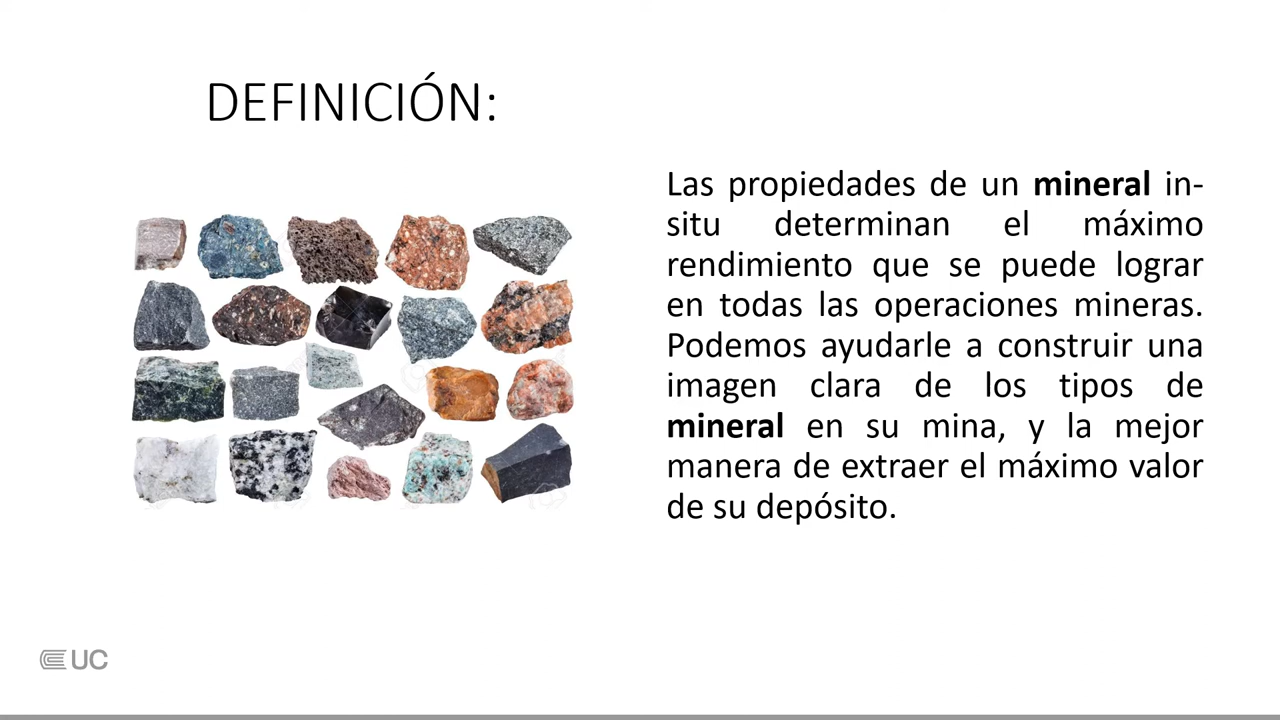 DEFINICIÓN:
Las propiedades de un mineral in-
situ determinan el máximo
rendimiento que se puede lograr
en todas las operaciones mineras.
Podemos ayudarle a construir una
imagen clara de los tipos de
mineral en su mina, y la mejor
manera de extraer el máximo valor
de su depósito.
UC